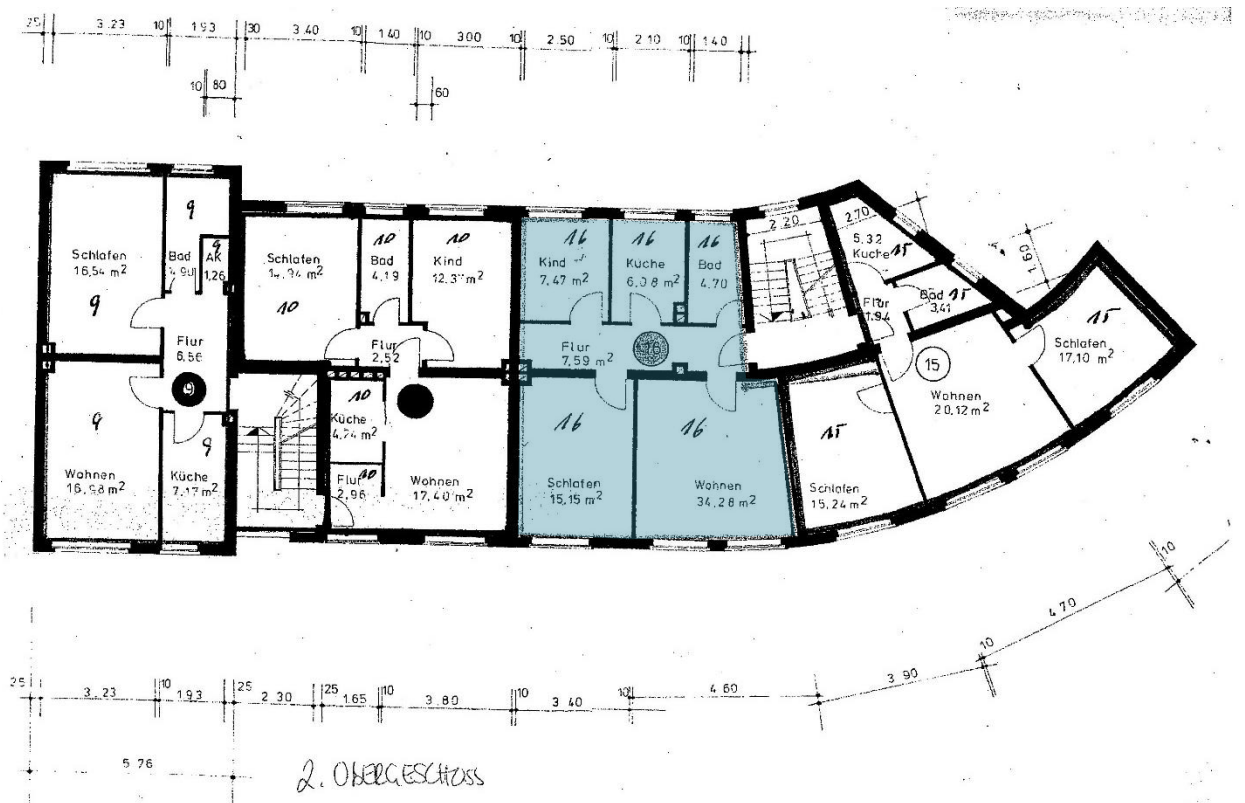 25 3.23 10 1.93 30 3.40 10 1.40 10 3.00 10 2.50 10 2.10 10 1.40
10 80 60
Schlafen
16,54 m²
9
9
Bad
9
AK
1,26
Flur
6,56
9
9
Wohnen
16,98 m²
9
Küche
7,17 m²
Schlafen
10
10
Bad
4,19
Kind
Flur
2,52
10
Küche
4,74 m²
10
Flur
2,96
Wohnen
17,40 m²
16
Kind
7,47 m²
16
Küche
6,08 m²
16
Bad
4,70
Flur
7,59 m²
16
16
Schlafen
15,15 m²
16
Wohnen
34,28 m²
2.20
2.70
1.60
5,32
Küche
15
Flur
1,94
Bad
15
3,41
15
Schlafen
17,10 m²
15
Wohnen
20,12 m²
15
Schlafen
15,24 m²
25 3.23 10 1.93 25 2.30 25 1.65 10 3.80 10 3.40 10 4.60 3.90 10 4.70 10
5.76
2. OBERGESCHOSS